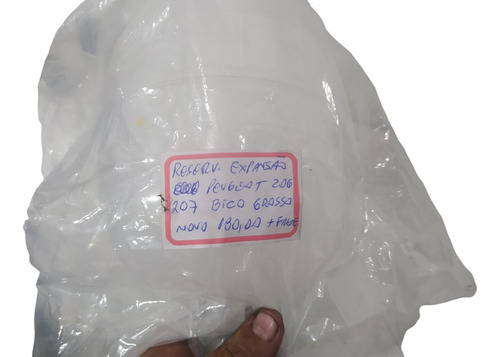 RESERV. EXPANSÃO
PEUGEOT 206
207 BICO GROSSO
NOVO 180,00 + FRETE